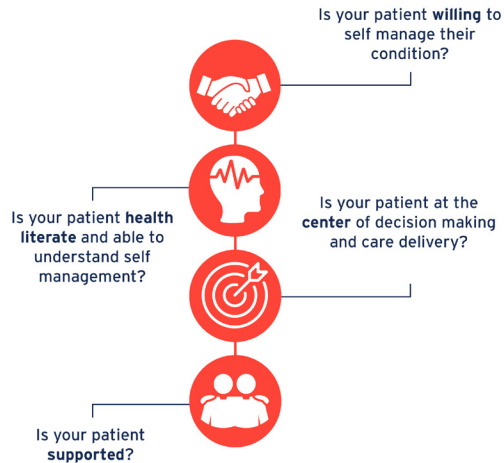 Is your patient willing to
self manage their
condition?
Is your patient health
literate and able to
understand self
management?
Is your patient at the
center of decision making
and care delivery?
Is your patient
supported?